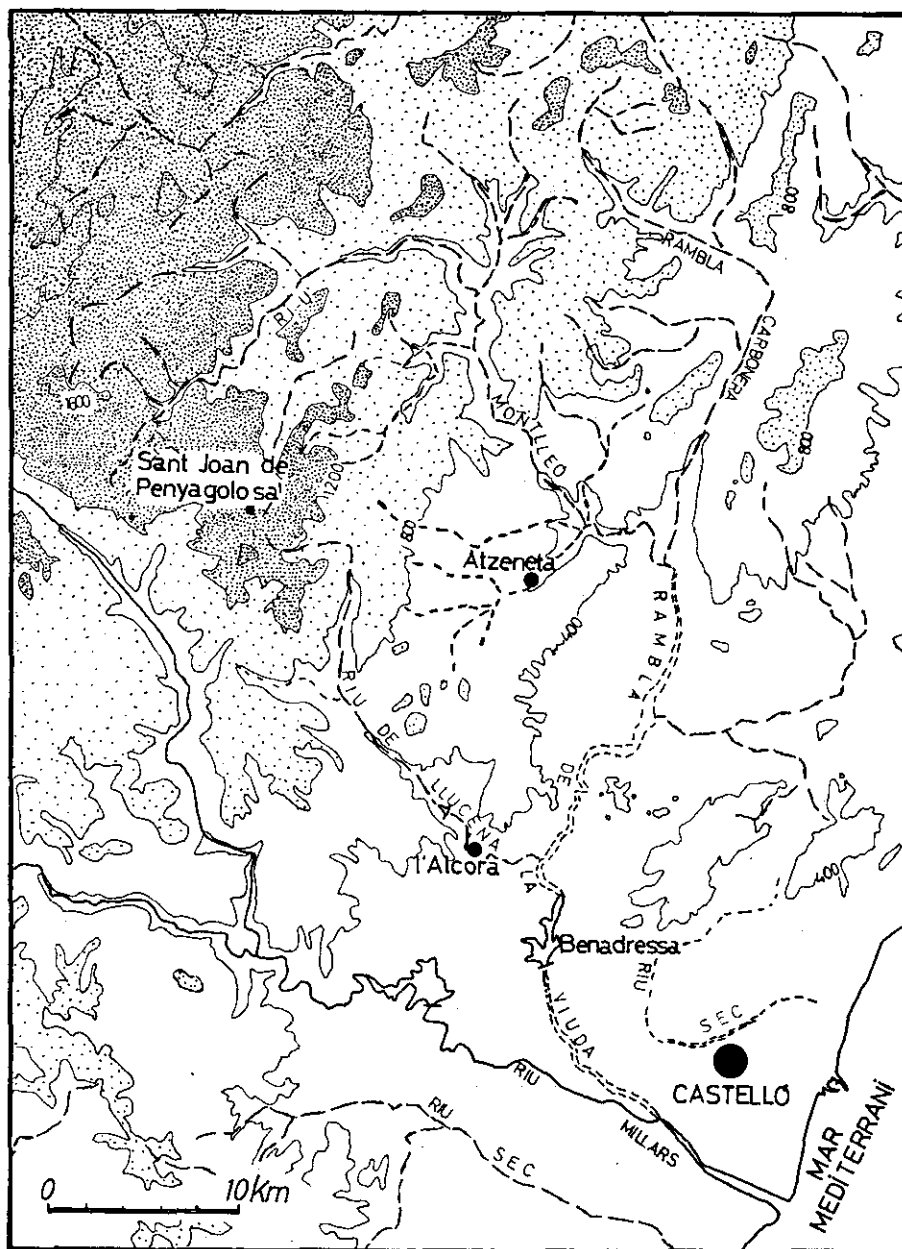 800
RAMBLA
RIU
CARBONERA
1600
800
MONTLLEO
Sant Joan de
Penyagolosa
1200
800
Atzeneta
RAMBLA
RIU
DE
LLUCENA
DE
l'Alcora
LA
400
Benadressa
RIU
SEC
VIUDA
CASTELLÓ
RIU
MILLARS
RIU
SEC
MAR
MEDITERRANI
0 10Km